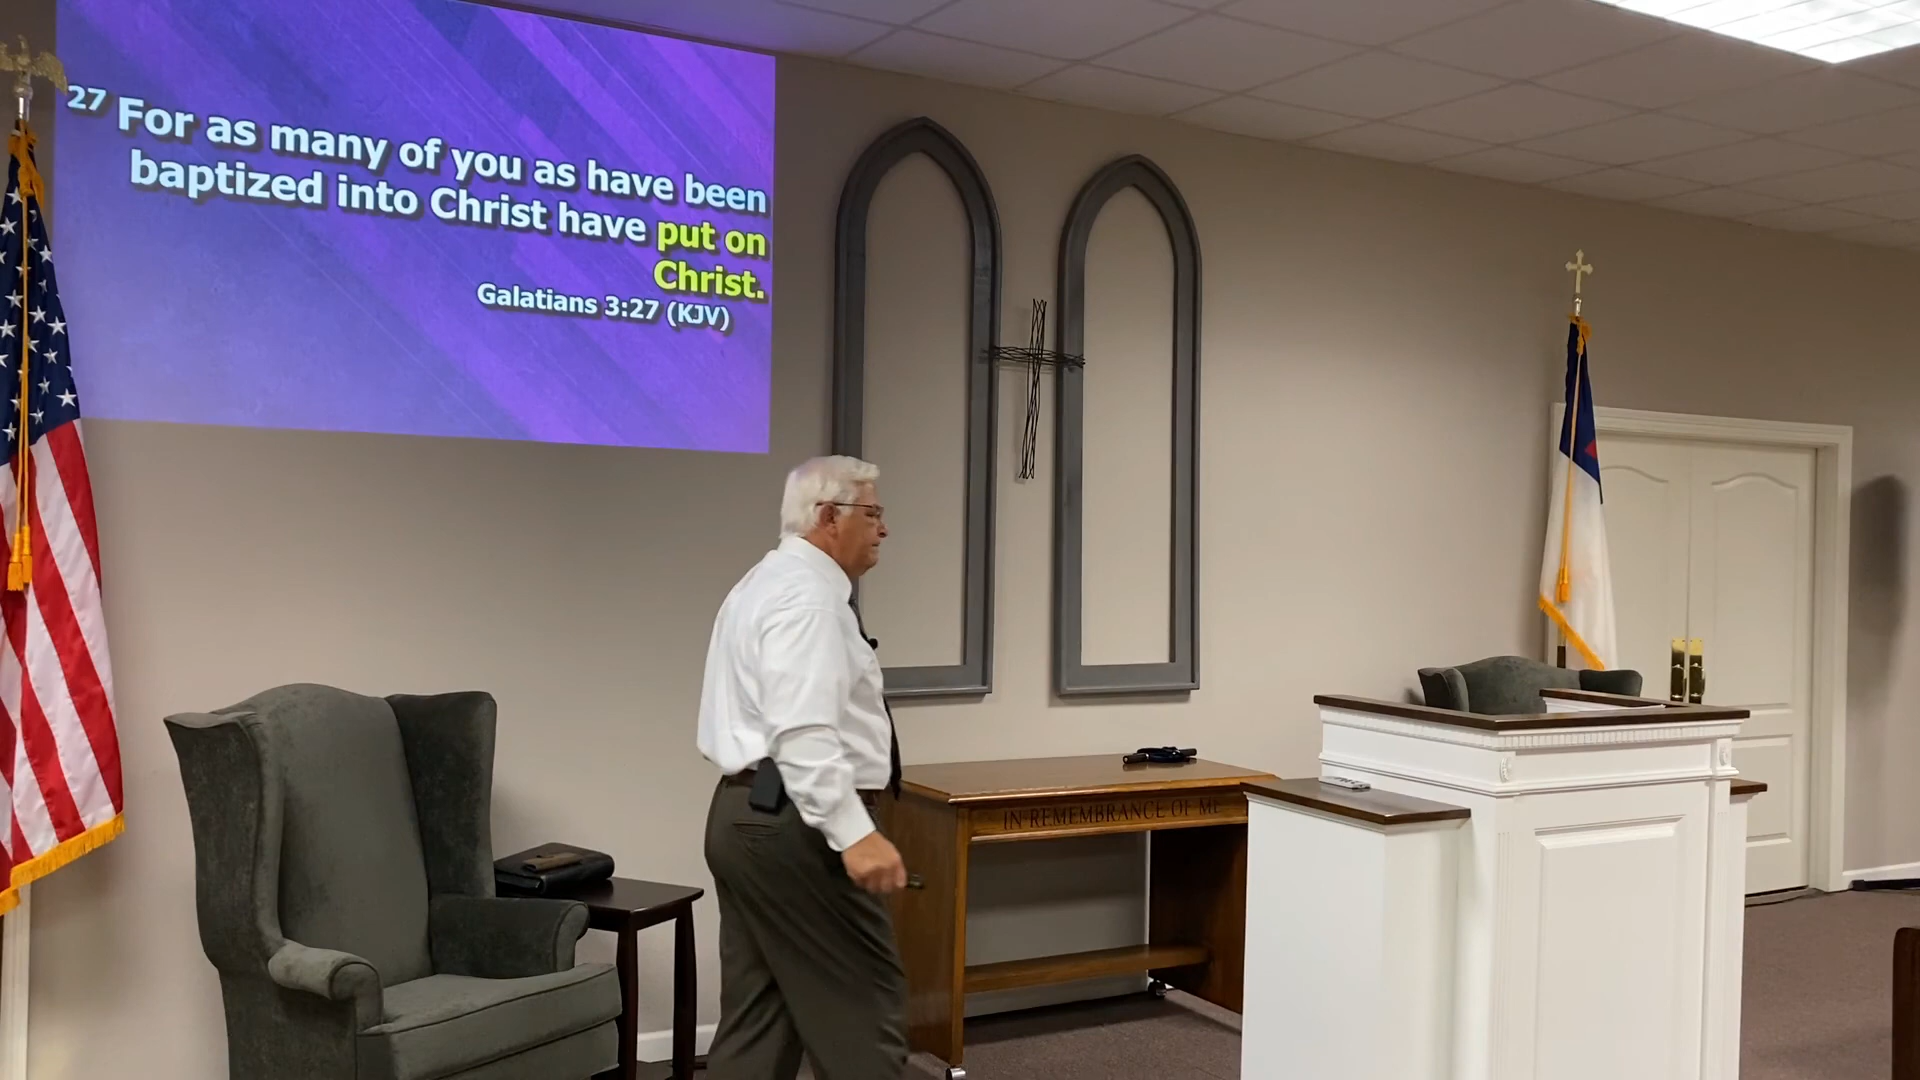 27 For as many of you as have been
baptized into Christ have put on
Christ.
Galatians 3:27 (KJV)
IN REMEMBRANCE OF ME